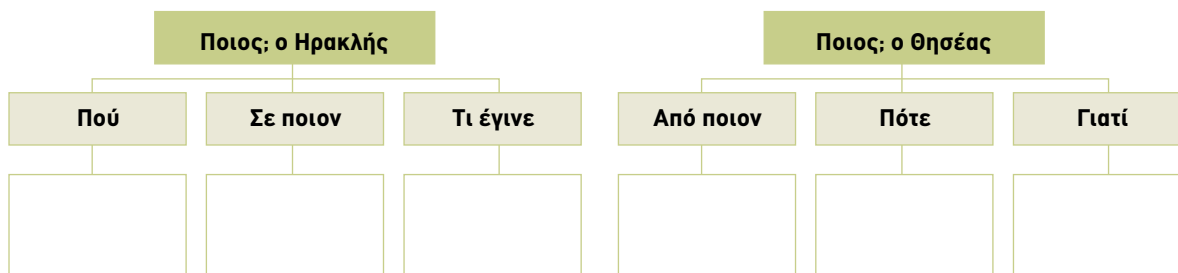 Ποιος; ο Ηρακλής
Πού
Σε ποιον
Τι έγινε
Ποιος; ο Θησέας
Από ποιον
Πότε
Γιατί